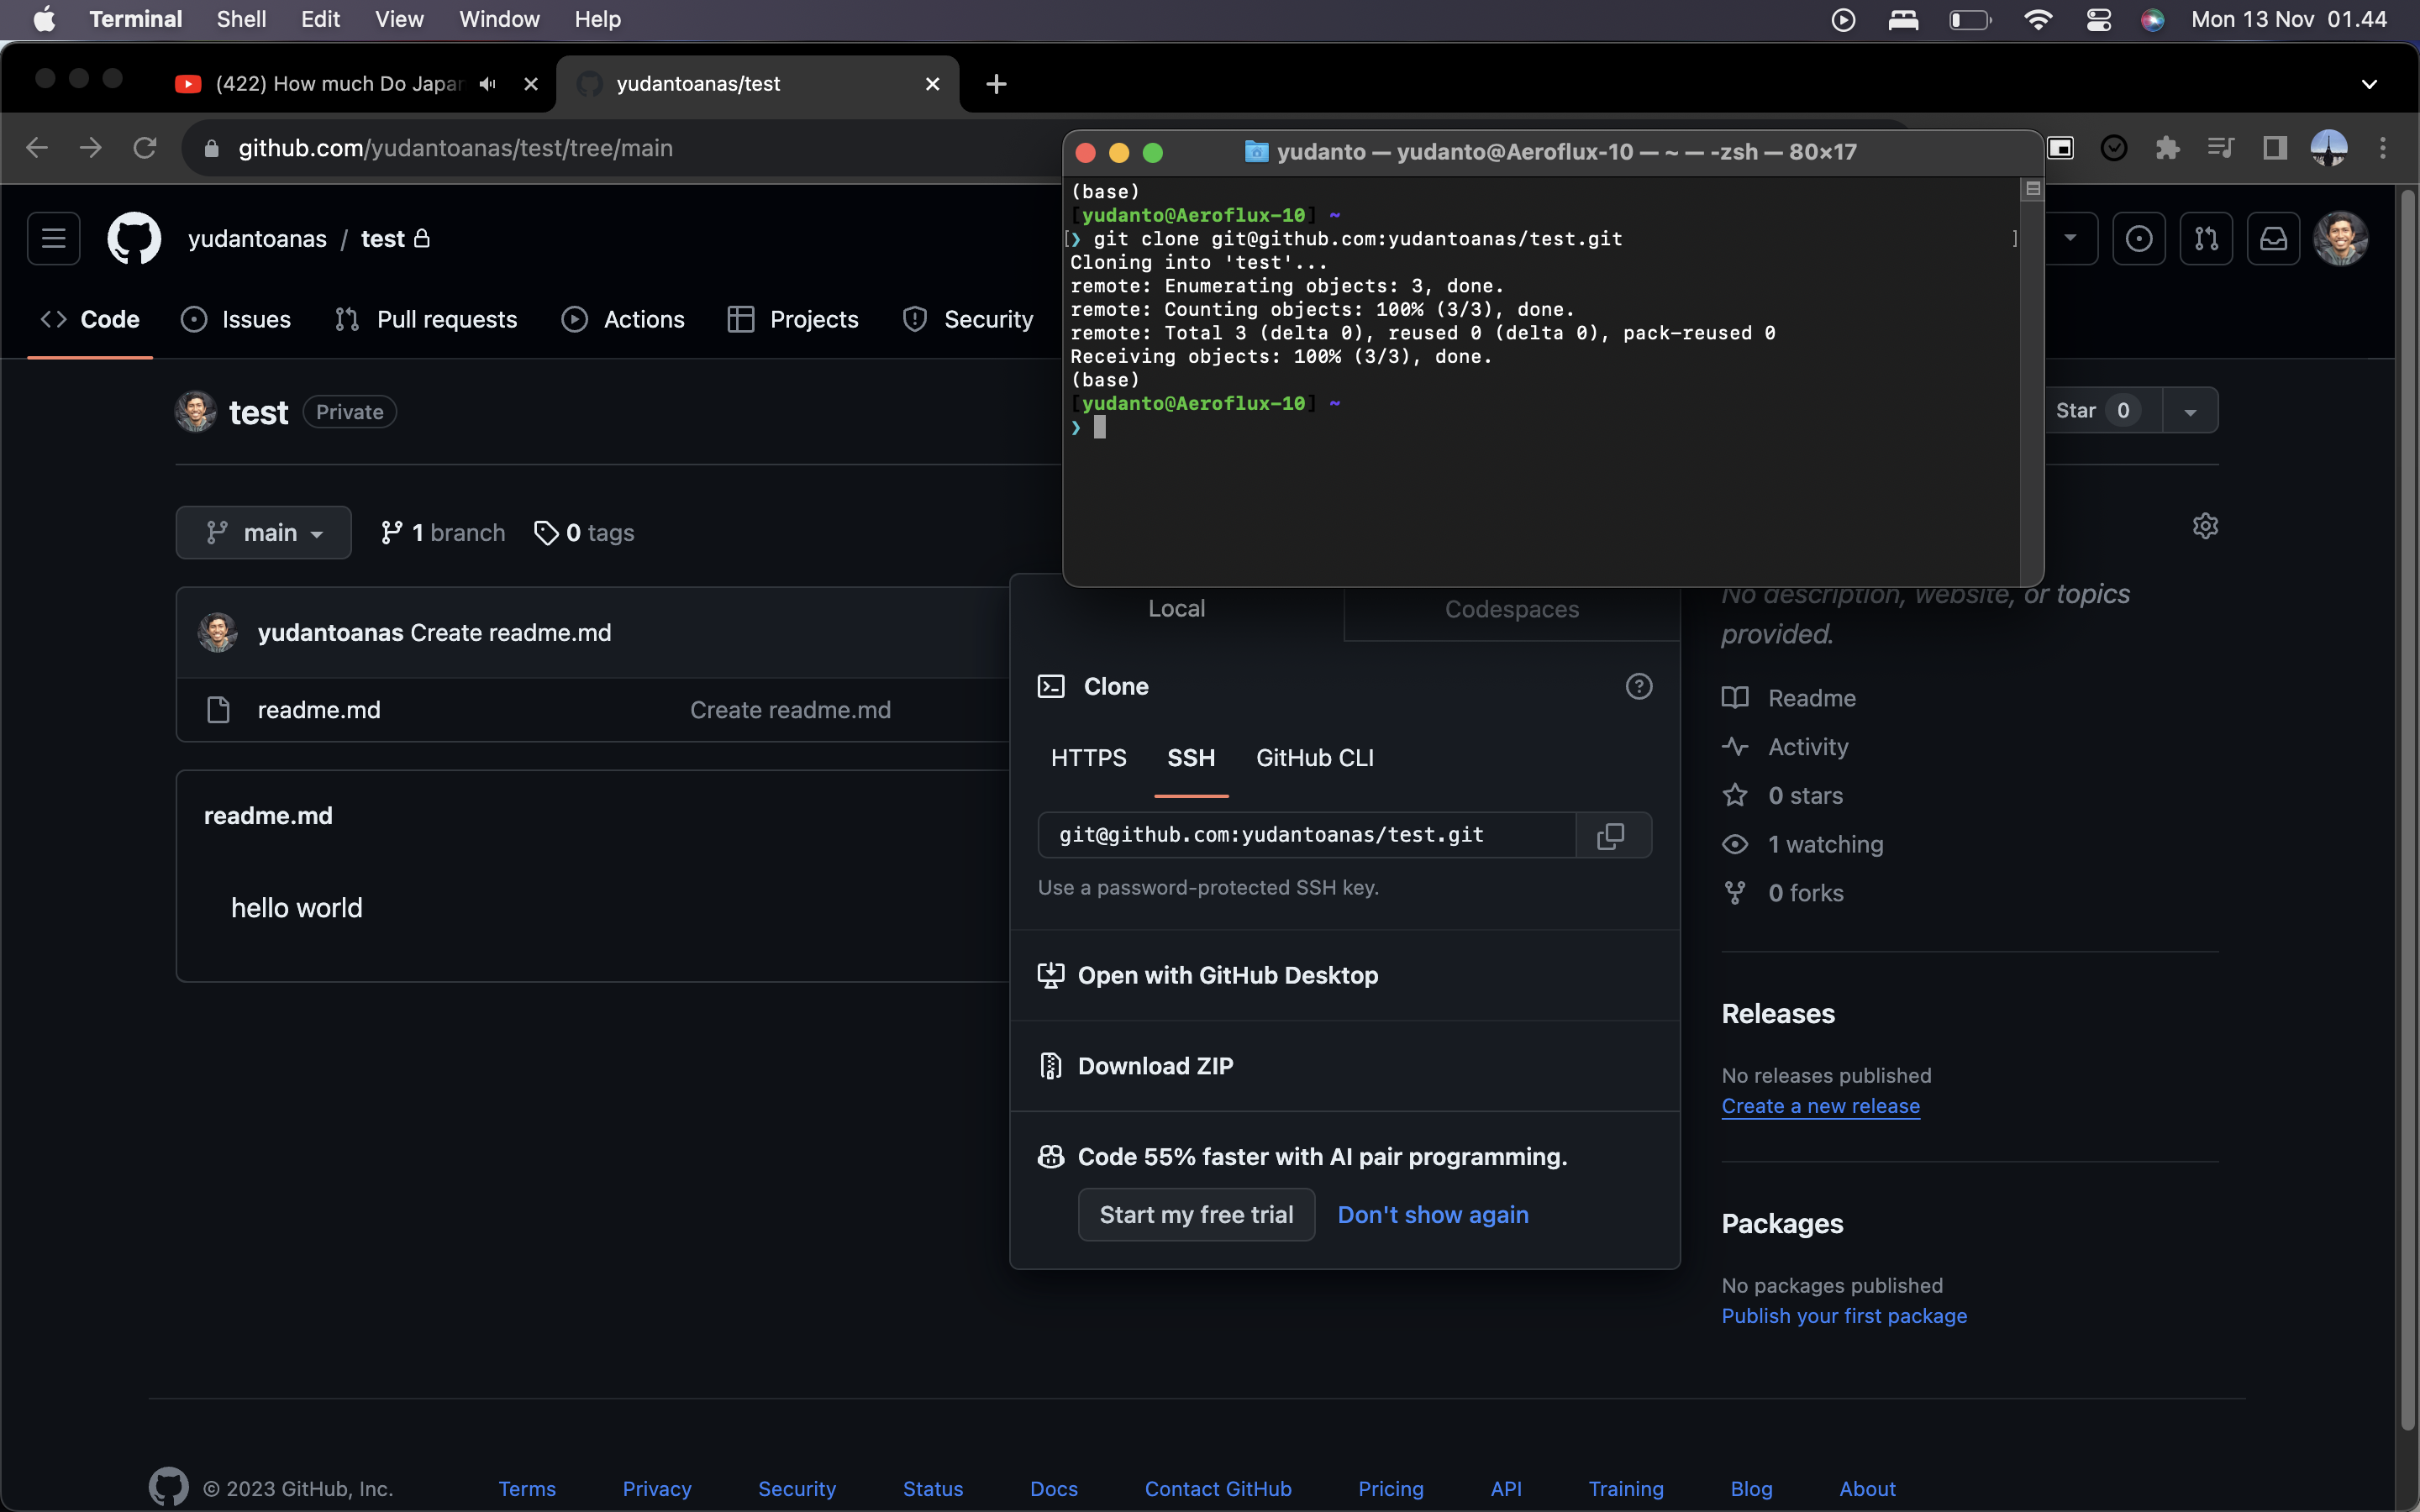 Terminal Shell Edit View Window Help Mon 13 Nov 01.44
(422) How much Do Japan
yudantoanas/test
github.com/yudantoanas/test/tree/main
yudantoanas / test
Code Issues Pull requests Actions Projects Security
yudanto — yudanto@Aeroflux-10 — ~ — -zsh — 80×17
(base)
[yudanto@Aeroflux-10] ~
[❯ git clone git@github.com:yudantoanas/test.git ]
Cloning into 'test'...
remote: Enumerating objects: 3, done.
remote: Counting objects: 100% (3/3), done.
remote: Total 3 (delta 0), reused 0 (delta 0), pack-reused 0
Receiving objects: 100% (3/3), done.
(base)
[yudanto@Aeroflux-10] ~
❯
test Private
Star 0
main 1 branch 0 tags
yudantoanas Create readme.md
readme.md Create readme.md
readme.md
hello world
Local Codespaces
Clone
HTTPS SSH GitHub CLI
git@github.com:yudantoanas/test.git
Use a password-protected SSH key.
Open with GitHub Desktop
Download ZIP
Code 55% faster with AI pair programming.
Start my free trial Don't show again
No description, website, or topics
provided.
Readme
Activity
0 stars
1 watching
0 forks
Releases
No releases published
Create a new release
Packages
No packages published
Publish your first package
© 2023 GitHub, Inc. Terms Privacy Security Status Docs Contact GitHub Pricing API Training Blog About